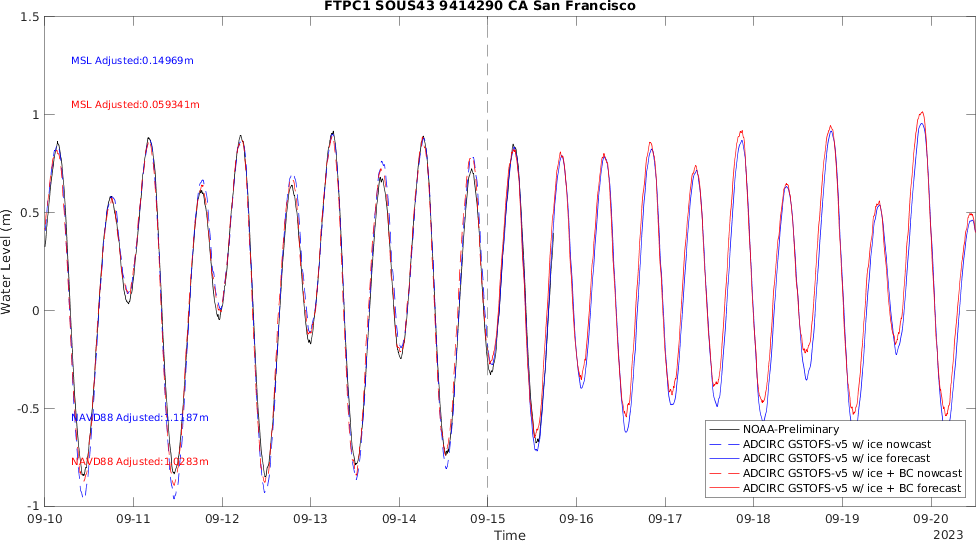 FTPC1 SOUS43 9414290 CA San Francisco
1.5
MSL Adjusted:0.14969m
MSL Adjusted:0.059341m
1
0.5
Water Level (m)
0
-0.5
NAVD88 Adjusted:1.1187m
NAVD88 Adjusted:1.0283m
-1
NOAA-Preliminary
ADCIRC GSTOFS-v5 w/ ice nowcast
ADCIRC GSTOFS-v5 w/ ice forecast
ADCIRC GSTOFS-v5 w/ ice + BC nowcast
ADCIRC GSTOFS-v5 w/ ice + BC forecast
09-10 09-11 09-12 09-13 09-14 09-15 09-16 09-17 09-18 09-19 09-20
Time
2023